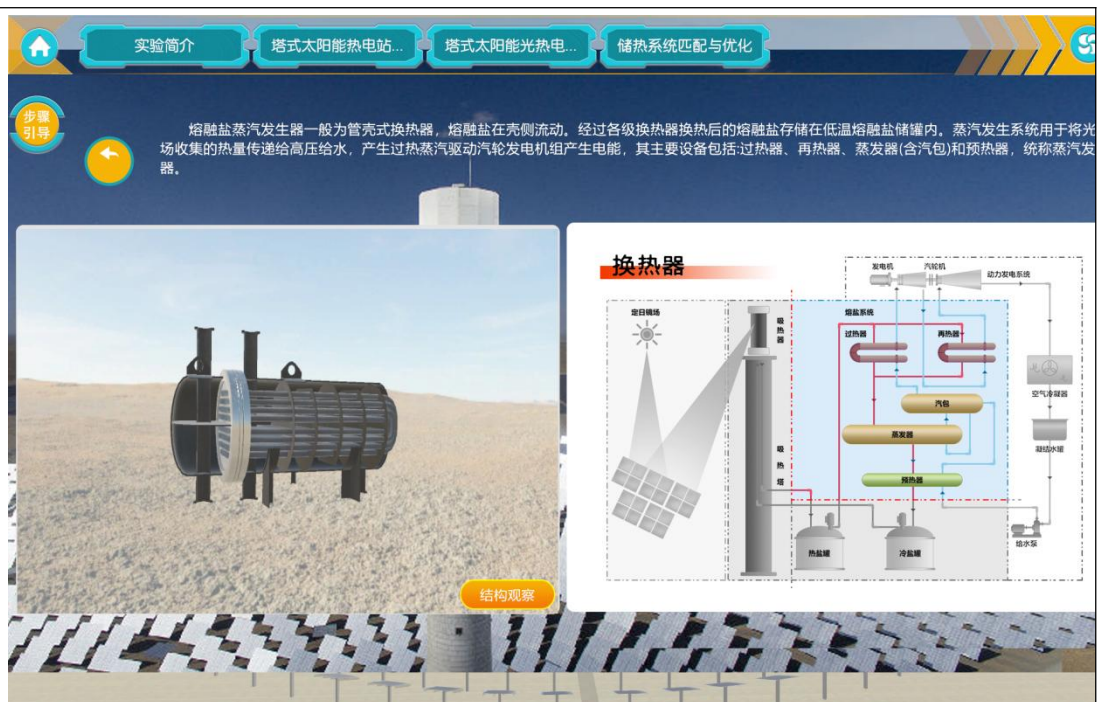 实验简介
塔式太阳能热电站...
塔式太阳能光热电...
储热系统匹配与优化
步骤
引导
熔融盐蒸汽发生器一般为管壳式换热器，熔融盐在壳侧流动。经过各级换热器换热后的熔融盐存储在低温熔融盐储罐内。蒸汽发生系统用于将光
场收集的热量传递给高压给水，产生过热蒸汽驱动汽轮发电机组产生电能，其主要设备包括:过热器、再热器、蒸发器(含汽包)和预热器，统称蒸汽发
器。
结构观察
换热器
发电机
汽轮机
动力发电系统
定日镜场
吸热器
熔盐系统
过热器
再热器
空气冷凝器
汽包
蒸发器
凝结水罐
吸热塔
预热器
给水泵
热盐罐
冷盐罐